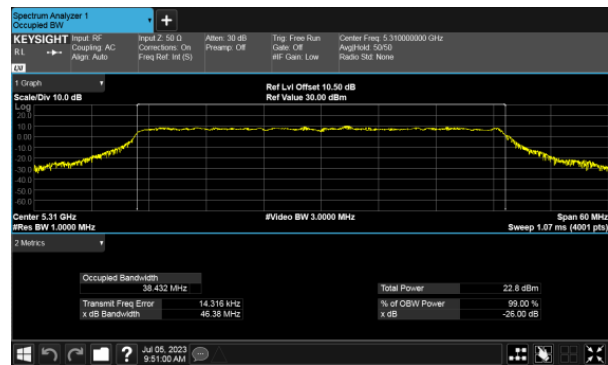 Spectrum Analyzer 1
Occupied BW
+
KEYSIGHT Input: RF Input Z: 50 Ω Atten: 30 dB Trig: Free Run Center Freq: 5.310000000 GHz
RL Coupling: AC Corrections: On Preamp: Off Gate: Off Avg|Hold: 50/50
Align: Auto Freq Ref: Int (S) #IF Gain: Low Radio Std: None
1 Graph
Ref Lvl Offset 10.50 dB
Scale/Div 10.0 dB Ref Value 30.00 dBm
Log
20.0
10.0
0.00
-10.0
-20.0
-30.0
-40.0
-50.0
-60.0
Center 5.31 GHz #Video BW 3.0000 MHz Span 60 MHz
#Res BW 1.0000 MHz Sweep 1.07 ms (4001 pts)
2 Metrics
Occupied Bandwidth
38.432 MHz Total Power 22.8 dBm
Transmit Freq Error 14.316 kHz % of OBW Power 99.00 %
x dB Bandwidth 46.38 MHz x dB -26.00 dB
? Jul 05, 2023
9:51:00 AM